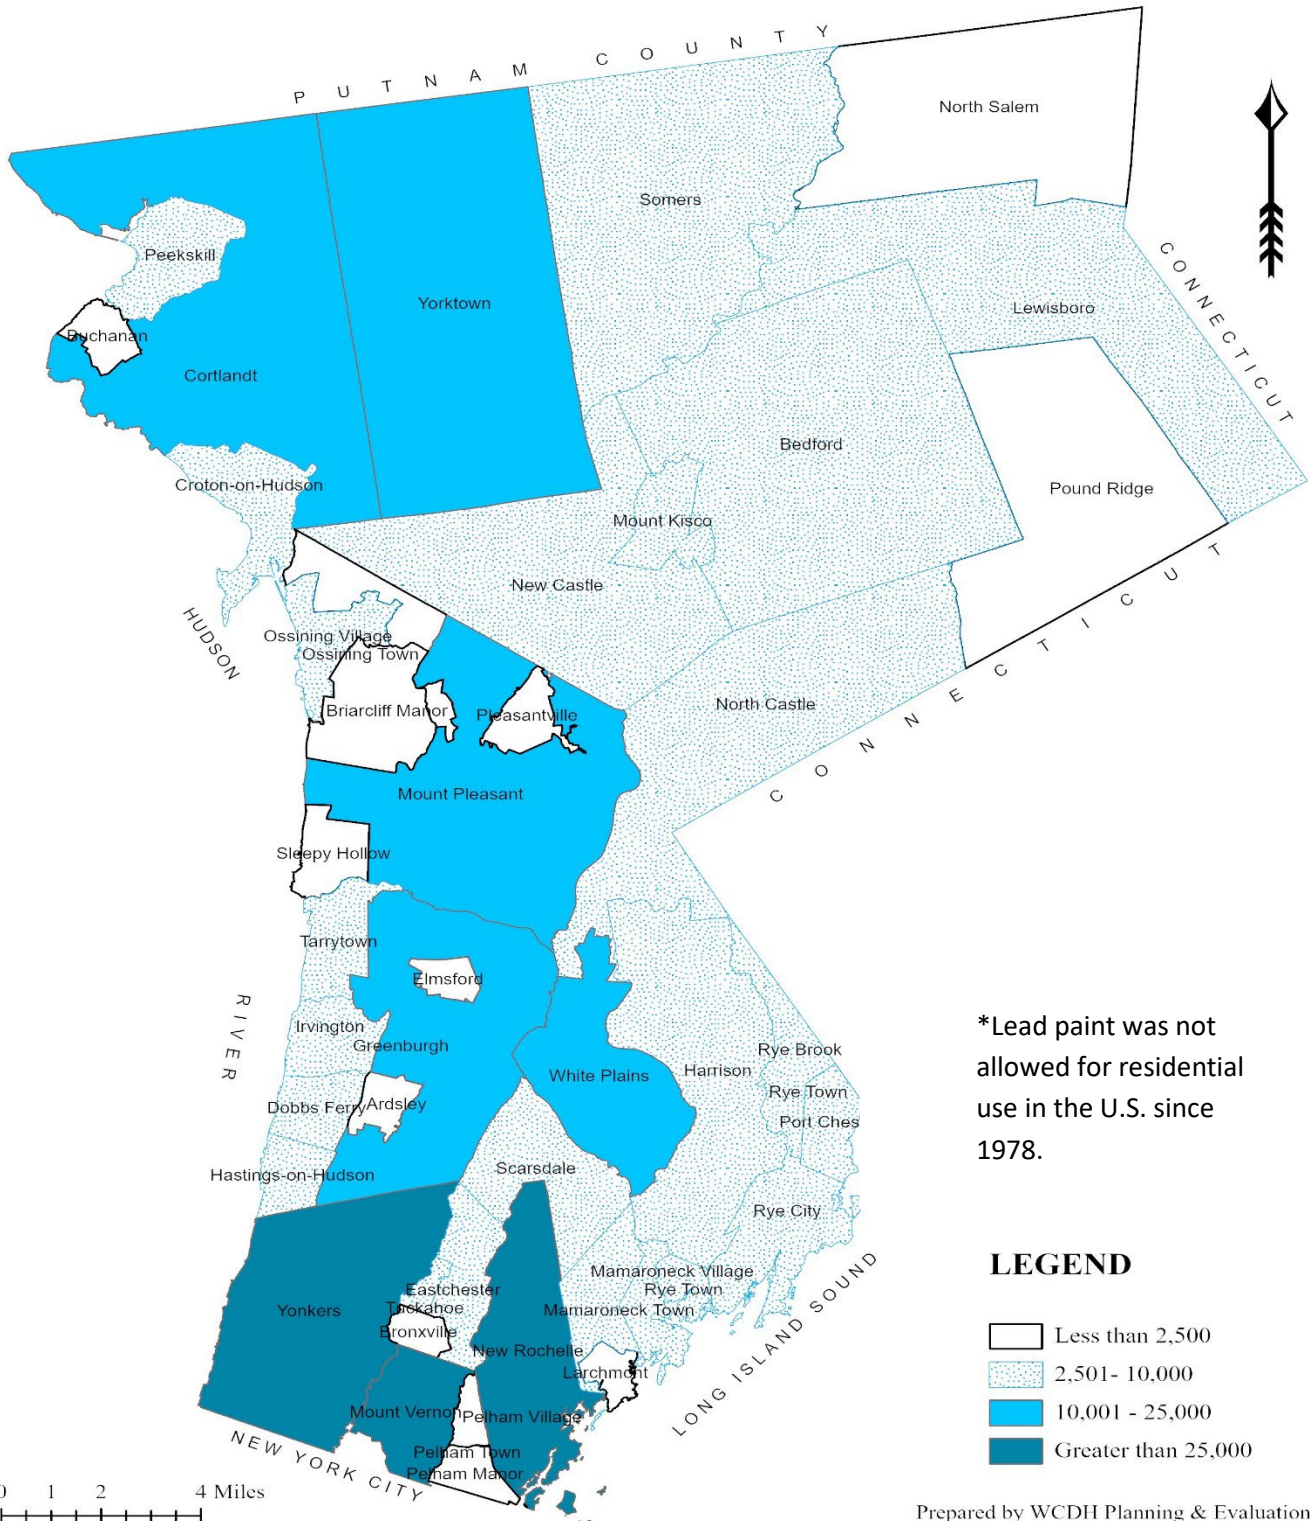 PUTNAM COUNTY
North Salem
Somers
Peekskill
Yorktown
CONNECTICUT
Lewisboro
Buchanan
Cortlandt
Bedford
Croton-on-Hudson
Pound Ridge
Mount Kisco
New Castle
HUDSON
Ossining Village
Ossining Town
Briarcliff Manor
Pleasantville
North Castle
CONNECTICUT
Mount Pleasant
Sleepy Hollow
Tarrytown
Elmsford
RIVER
Irvington
Greenburgh
White Plains
Harrison
Rye Brook
Rye Town
Port Ches
Dobbs Ferry
Ardsley
Hastings-on-Hudson
Scarsdale
Rye City
*Lead paint was not
allowed for residential
use in the U.S. since
1978.
Mamaroneck Village
Rye Town
Mamaroneck Town
Eastchester
Tuckahoe
Bronxville
Yonkers
New Rochelle
Larchmont
LONG ISLAND SOUND
Mount Vernon
Pelham Village
Pelham Town
Pelham Manor
NEW YORK CITY
LEGEND
Less than 2,500
2,501- 10,000
10,001 - 25,000
Greater than 25,000
0 1 2 4 Miles
Prepared by WCDH Planning & Evaluation